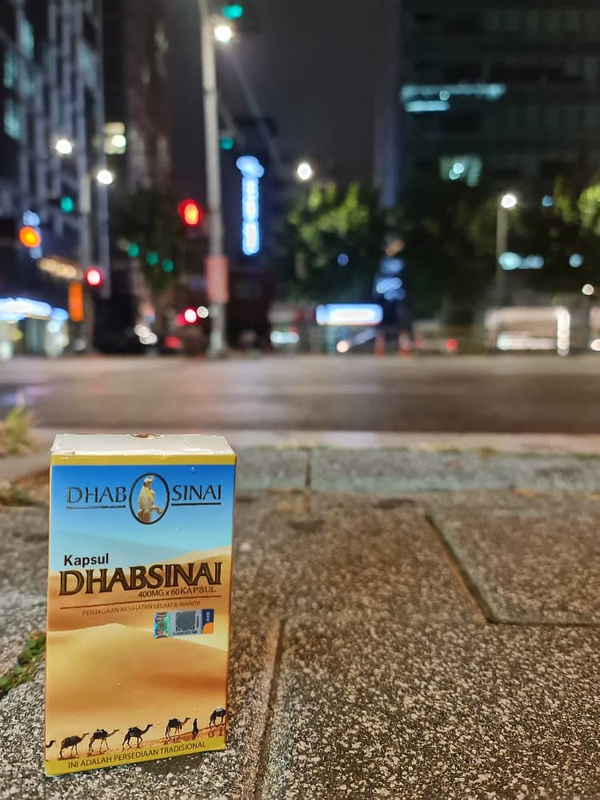 DHAB SINAI
Kapsul
DHABSINAI
400MG x 60 KAPSUL
PENJAGAAN KESIHATAN LELAKI & WANITA
INI ADALAH PERSEDIAAN TRADISIONAL